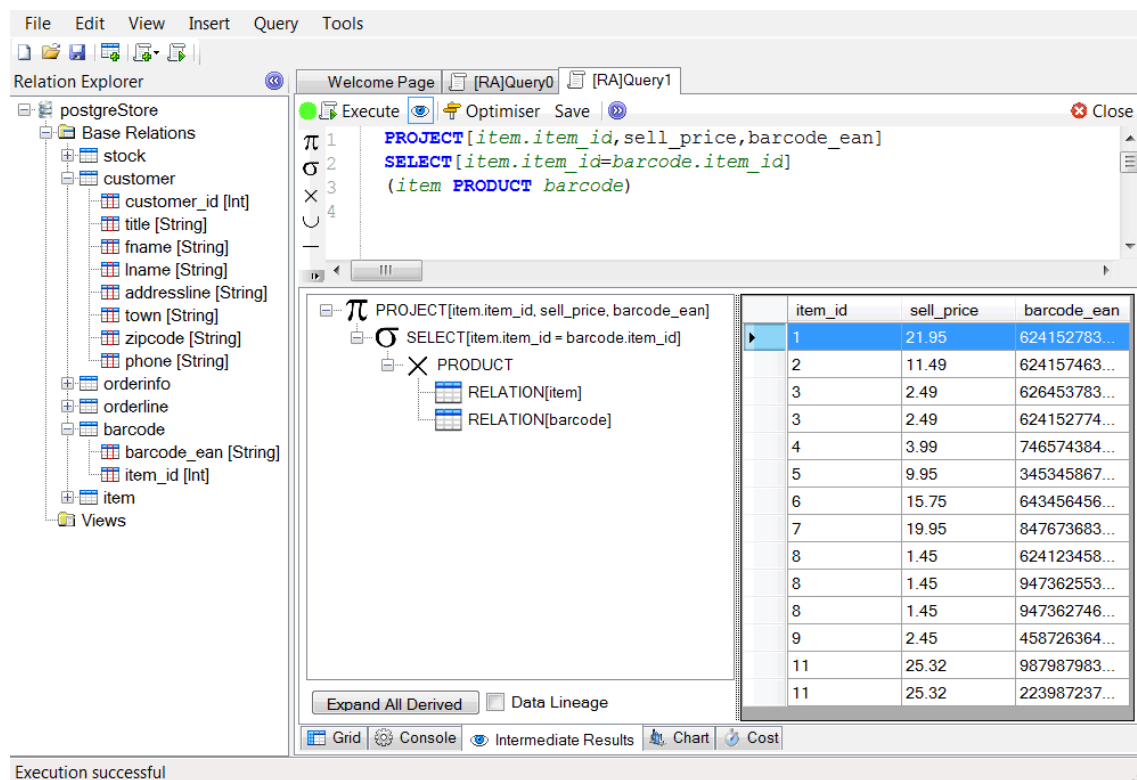 File Edit View Insert Query Tools
Relation Explorer
postgreStore
Base Relations
stock
customer
customer_id [Int]
title [String]
fname [String]
lname [String]
addressline [String]
town [String]
zipcode [String]
phone [String]
orderinfo
orderline
barcode
barcode_ean [String]
item_id [Int]
item
Views
Welcome Page [RA]Query0 [RA]Query1
Execute Optimiser Save Close
π 1 PROJECT[item.item_id,sell_price,barcode_ean]
σ 2 SELECT[item.item_id=barcode.item_id]
× 3 (item PRODUCT barcode)
∪ 4
—
π PROJECT[item.item_id, sell_price, barcode_ean]
σ SELECT[item.item_id = barcode.item_id]
× PRODUCT
RELATION[item]
RELATION[barcode]
item_id sell_price barcode_ean
1 21.95 624152783...
2 11.49 624157463...
3 2.49 626453783...
3 2.49 624152774...
4 3.99 746574384...
5 9.95 345345867...
6 15.75 643456456...
7 19.95 847673683...
8 1.45 624123458...
8 1.45 947362553...
8 1.45 947362746...
9 2.45 458726364...
11 25.32 987987983...
11 25.32 223987237...
Expand All Derived Data Lineage
Grid Console Intermediate Results Chart Cost
Execution successful